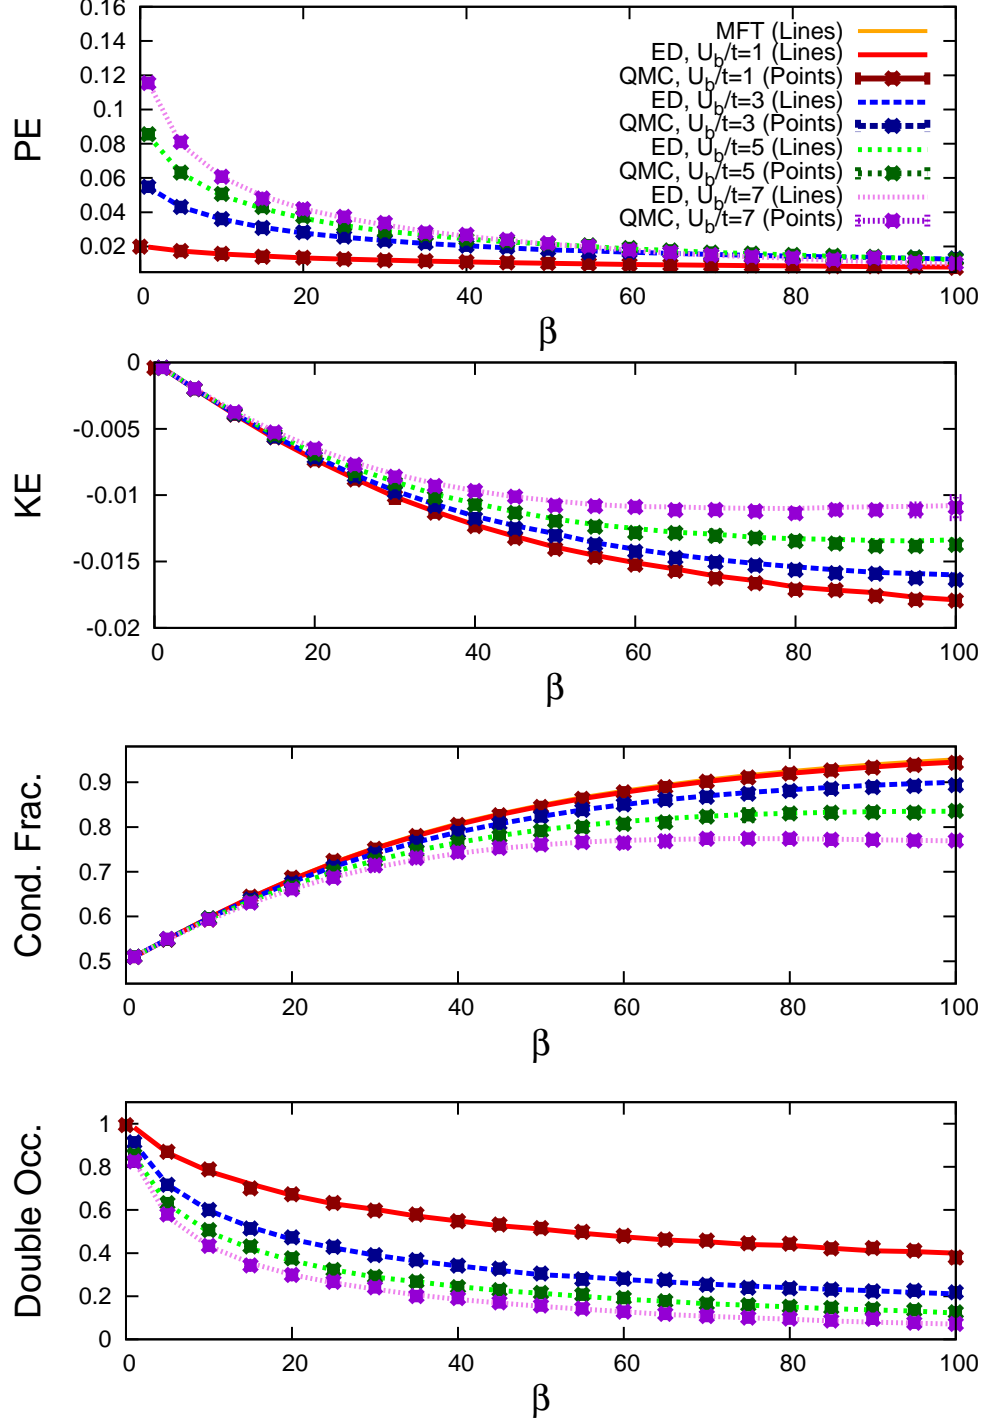 0.16
0.14
0.12
0.1
0.08
0.06
0.04
0.02
PE
MFT (Lines)
ED, U_b/t=1 (Lines)
QMC, U_b/t=1 (Points)
ED, U_b/t=3 (Lines)
QMC, U_b/t=3 (Points)
ED, U_b/t=5 (Lines)
QMC, U_b/t=5 (Points)
ED, U_b/t=7 (Lines)
QMC, U_b/t=7 (Points)
0 20 40 60 80 100
β
0
-0.005
-0.01
-0.015
-0.02
KE
0 20 40 60 80 100
β
0.9
0.8
0.7
0.6
0.5
Cond. Frac.
0 20 40 60 80 100
β
1
0.8
0.6
0.4
0.2
0
Double Occ.
0 20 40 60 80 100
β